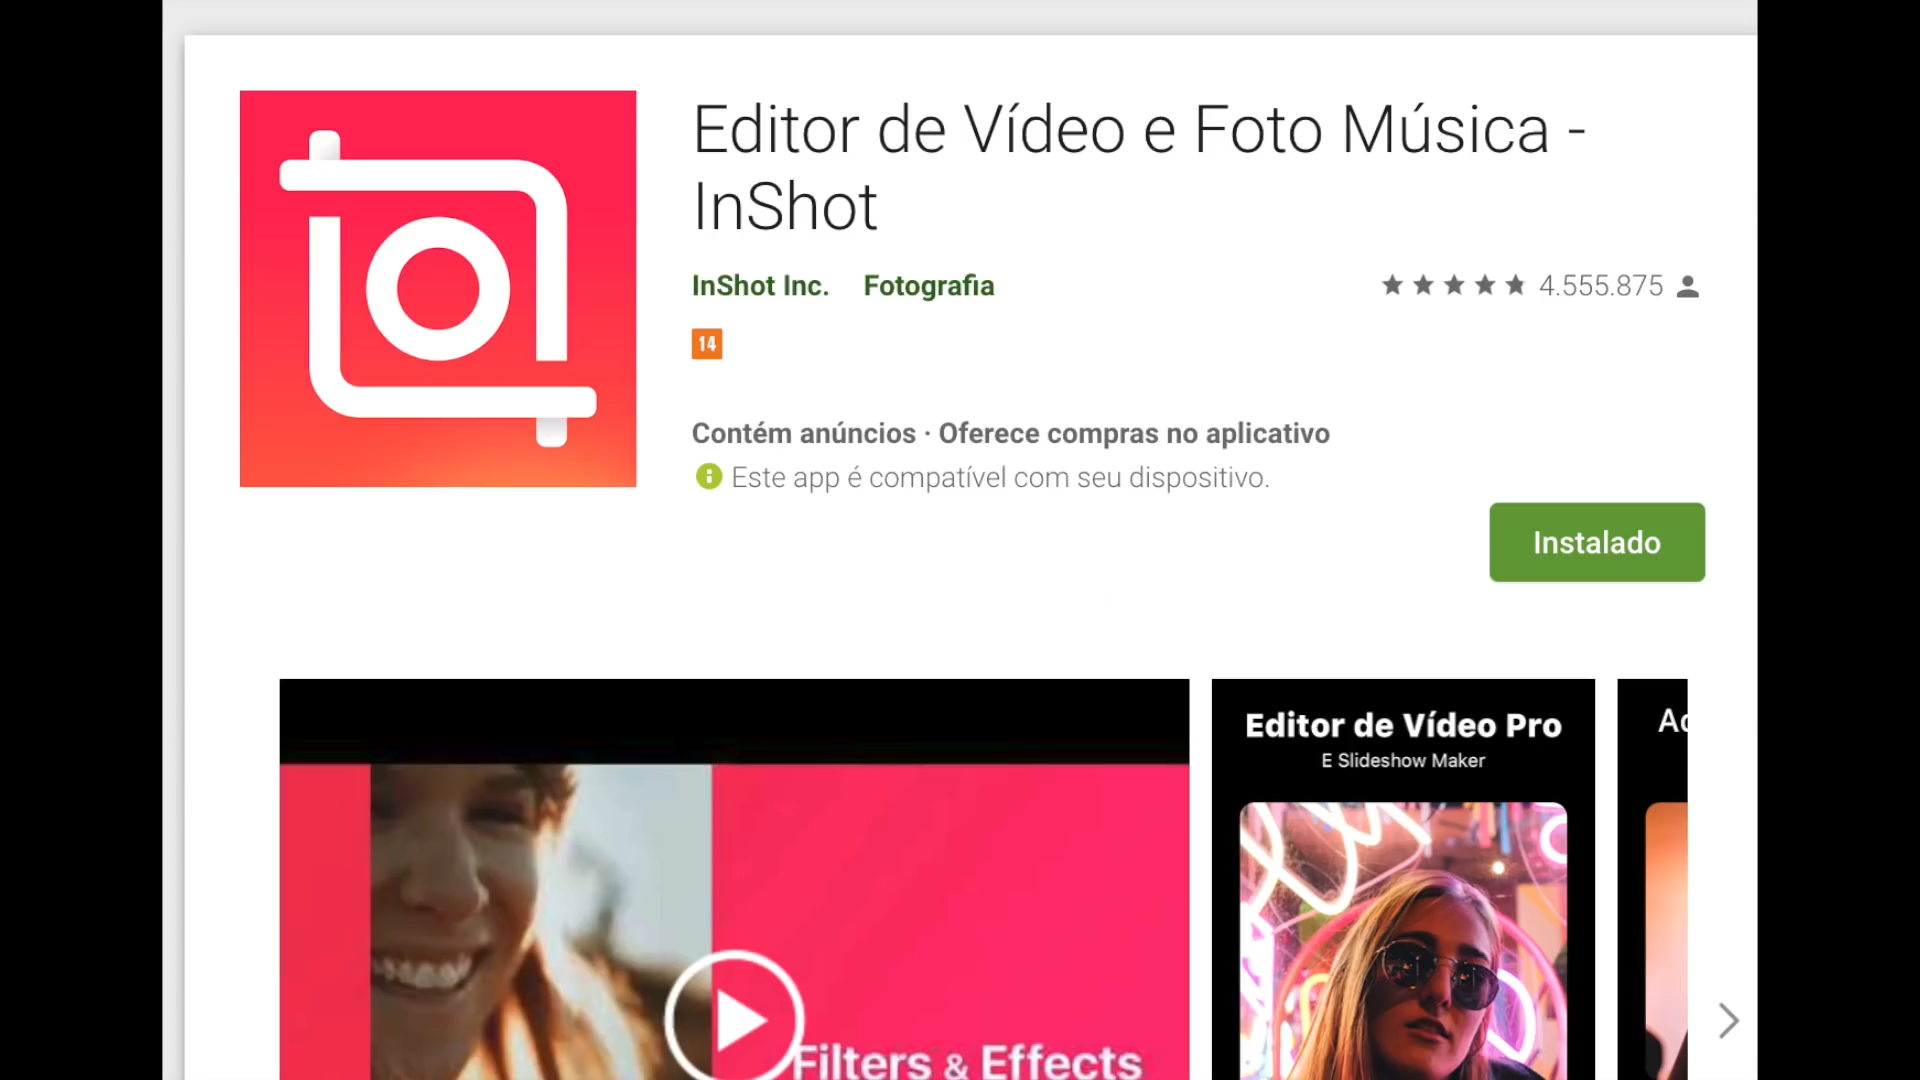 Editor de Vídeo e Foto Música -
InShot
InShot Inc. Fotografia
4.555.875
14
Contém anúncios · Oferece compras no aplicativo
Este app é compatível com seu dispositivo.
Instalado
Editor de Vídeo Pro
E Slideshow Maker
Filters & Effects